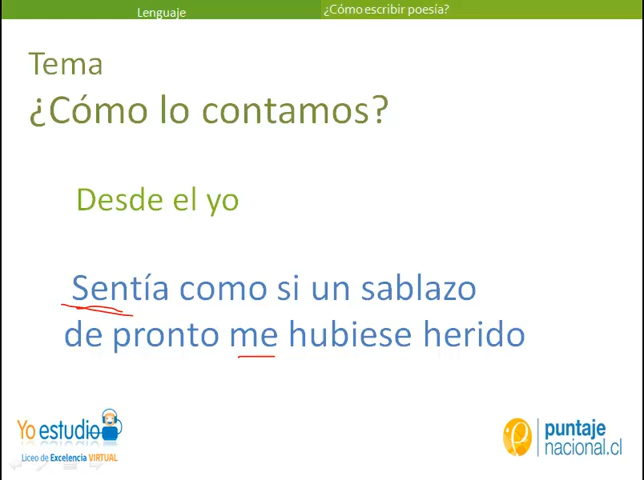 Lenguaje
¿Cómo escribir poesía?
Tema
¿Cómo lo contamos?
Desde el yo
Sentía como si un sablazo
de pronto me hubiese herido
Yo estudio
Liceo de Excelencia VIRTUAL
puntaje
nacional.cl